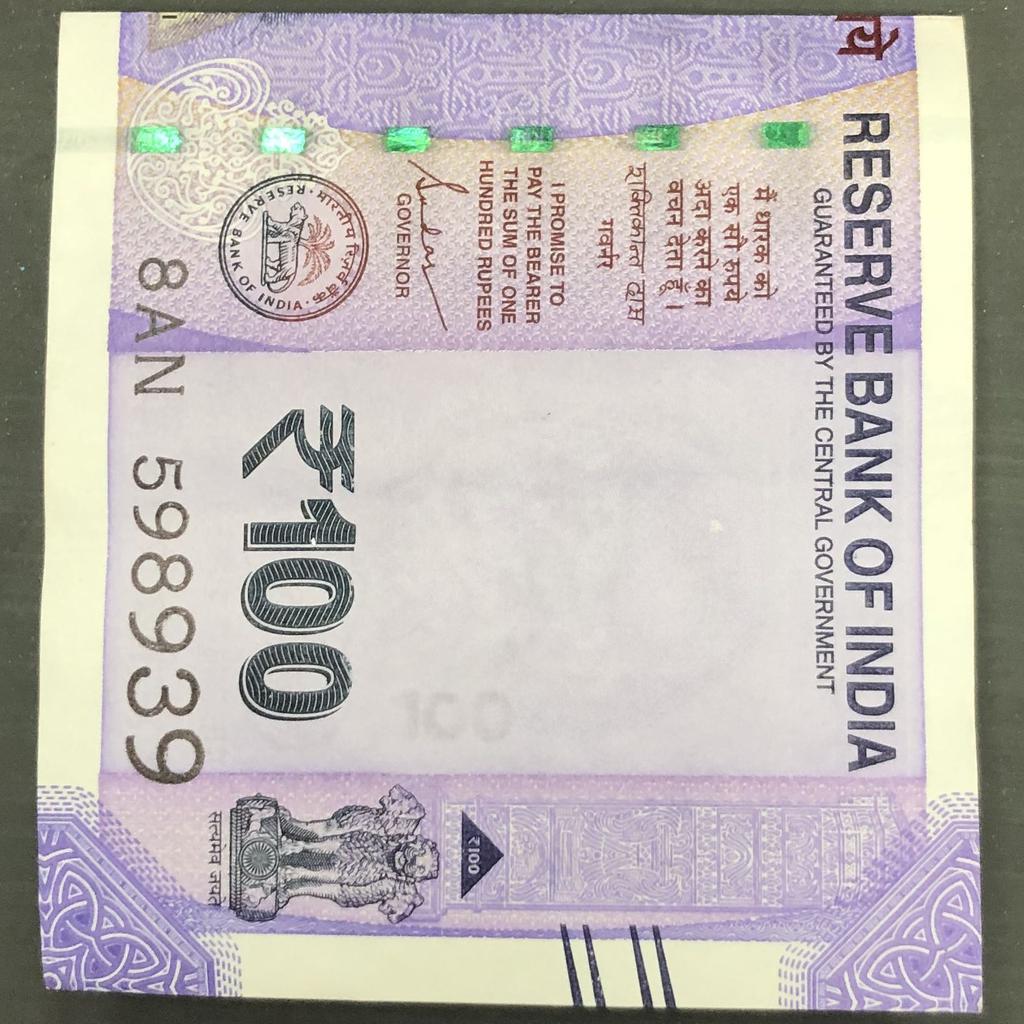 RESERVE BANK OF INDIA
GUARANTEED BY THE CENTRAL GOVERNMENT
मैं धारक को
एक सौ रुपये
अदा करने का
वचन देता हूँ।
शक्तिकान्त दास
गवर्नर
I PROMISE TO
PAY THE BEARER
THE SUM OF ONE
HUNDRED RUPEES
GOVERNOR
RESERVE BANK OF INDIA
भारतीय रिज़र्व बैंक
₹100
100
8AN 598939
₹100
सत्यमेव जयते